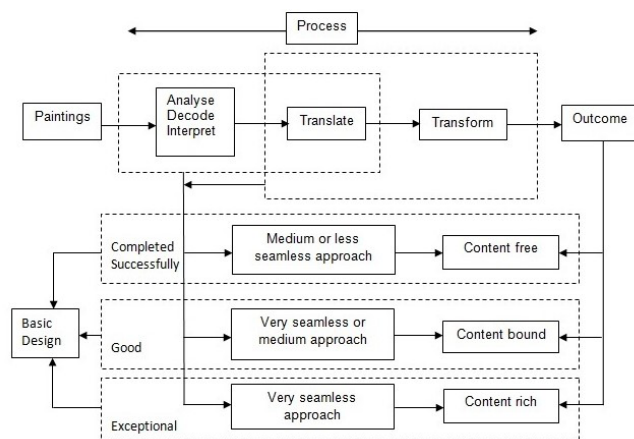 Process
Paintings
Analyse
Decode
Interpret
Translate
Transform
Outcome
Completed
Successfully
Medium or less
seamless approach
Content free
Basic
Design
Good
Very seamless or
medium approach
Content bound
Exceptional
Very seamless
approach
Content rich